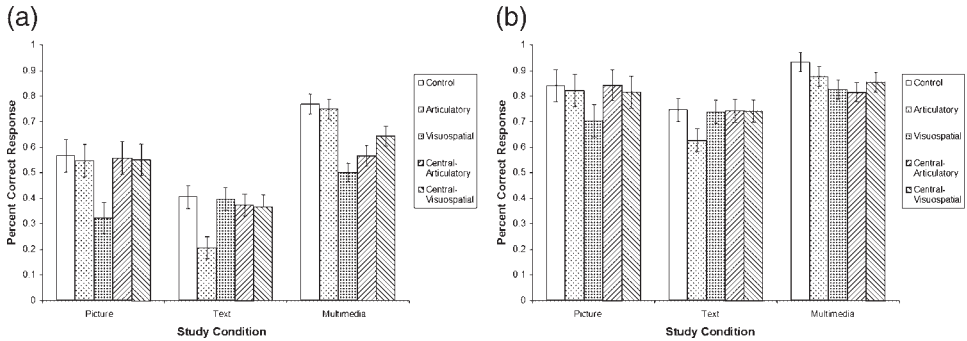 (a)
Percent Correct Response
1
0.9
0.8
0.7
0.6
0.5
0.4
0.3
0.2
0.1
0
Picture
Text
Multimedia
Study Condition
Control
Articulatory
Visuospatial
Central-
Articulatory
Central-
Visuospatial
(b)
Percent Correct Response
1
0.9
0.8
0.7
0.6
0.5
0.4
0.3
0.2
0.1
0
Picture
Text
Multimedia
Study Condition
Control
Articulatory
Visuospatial
Central-
Articulatory
Central-
Visuospatial